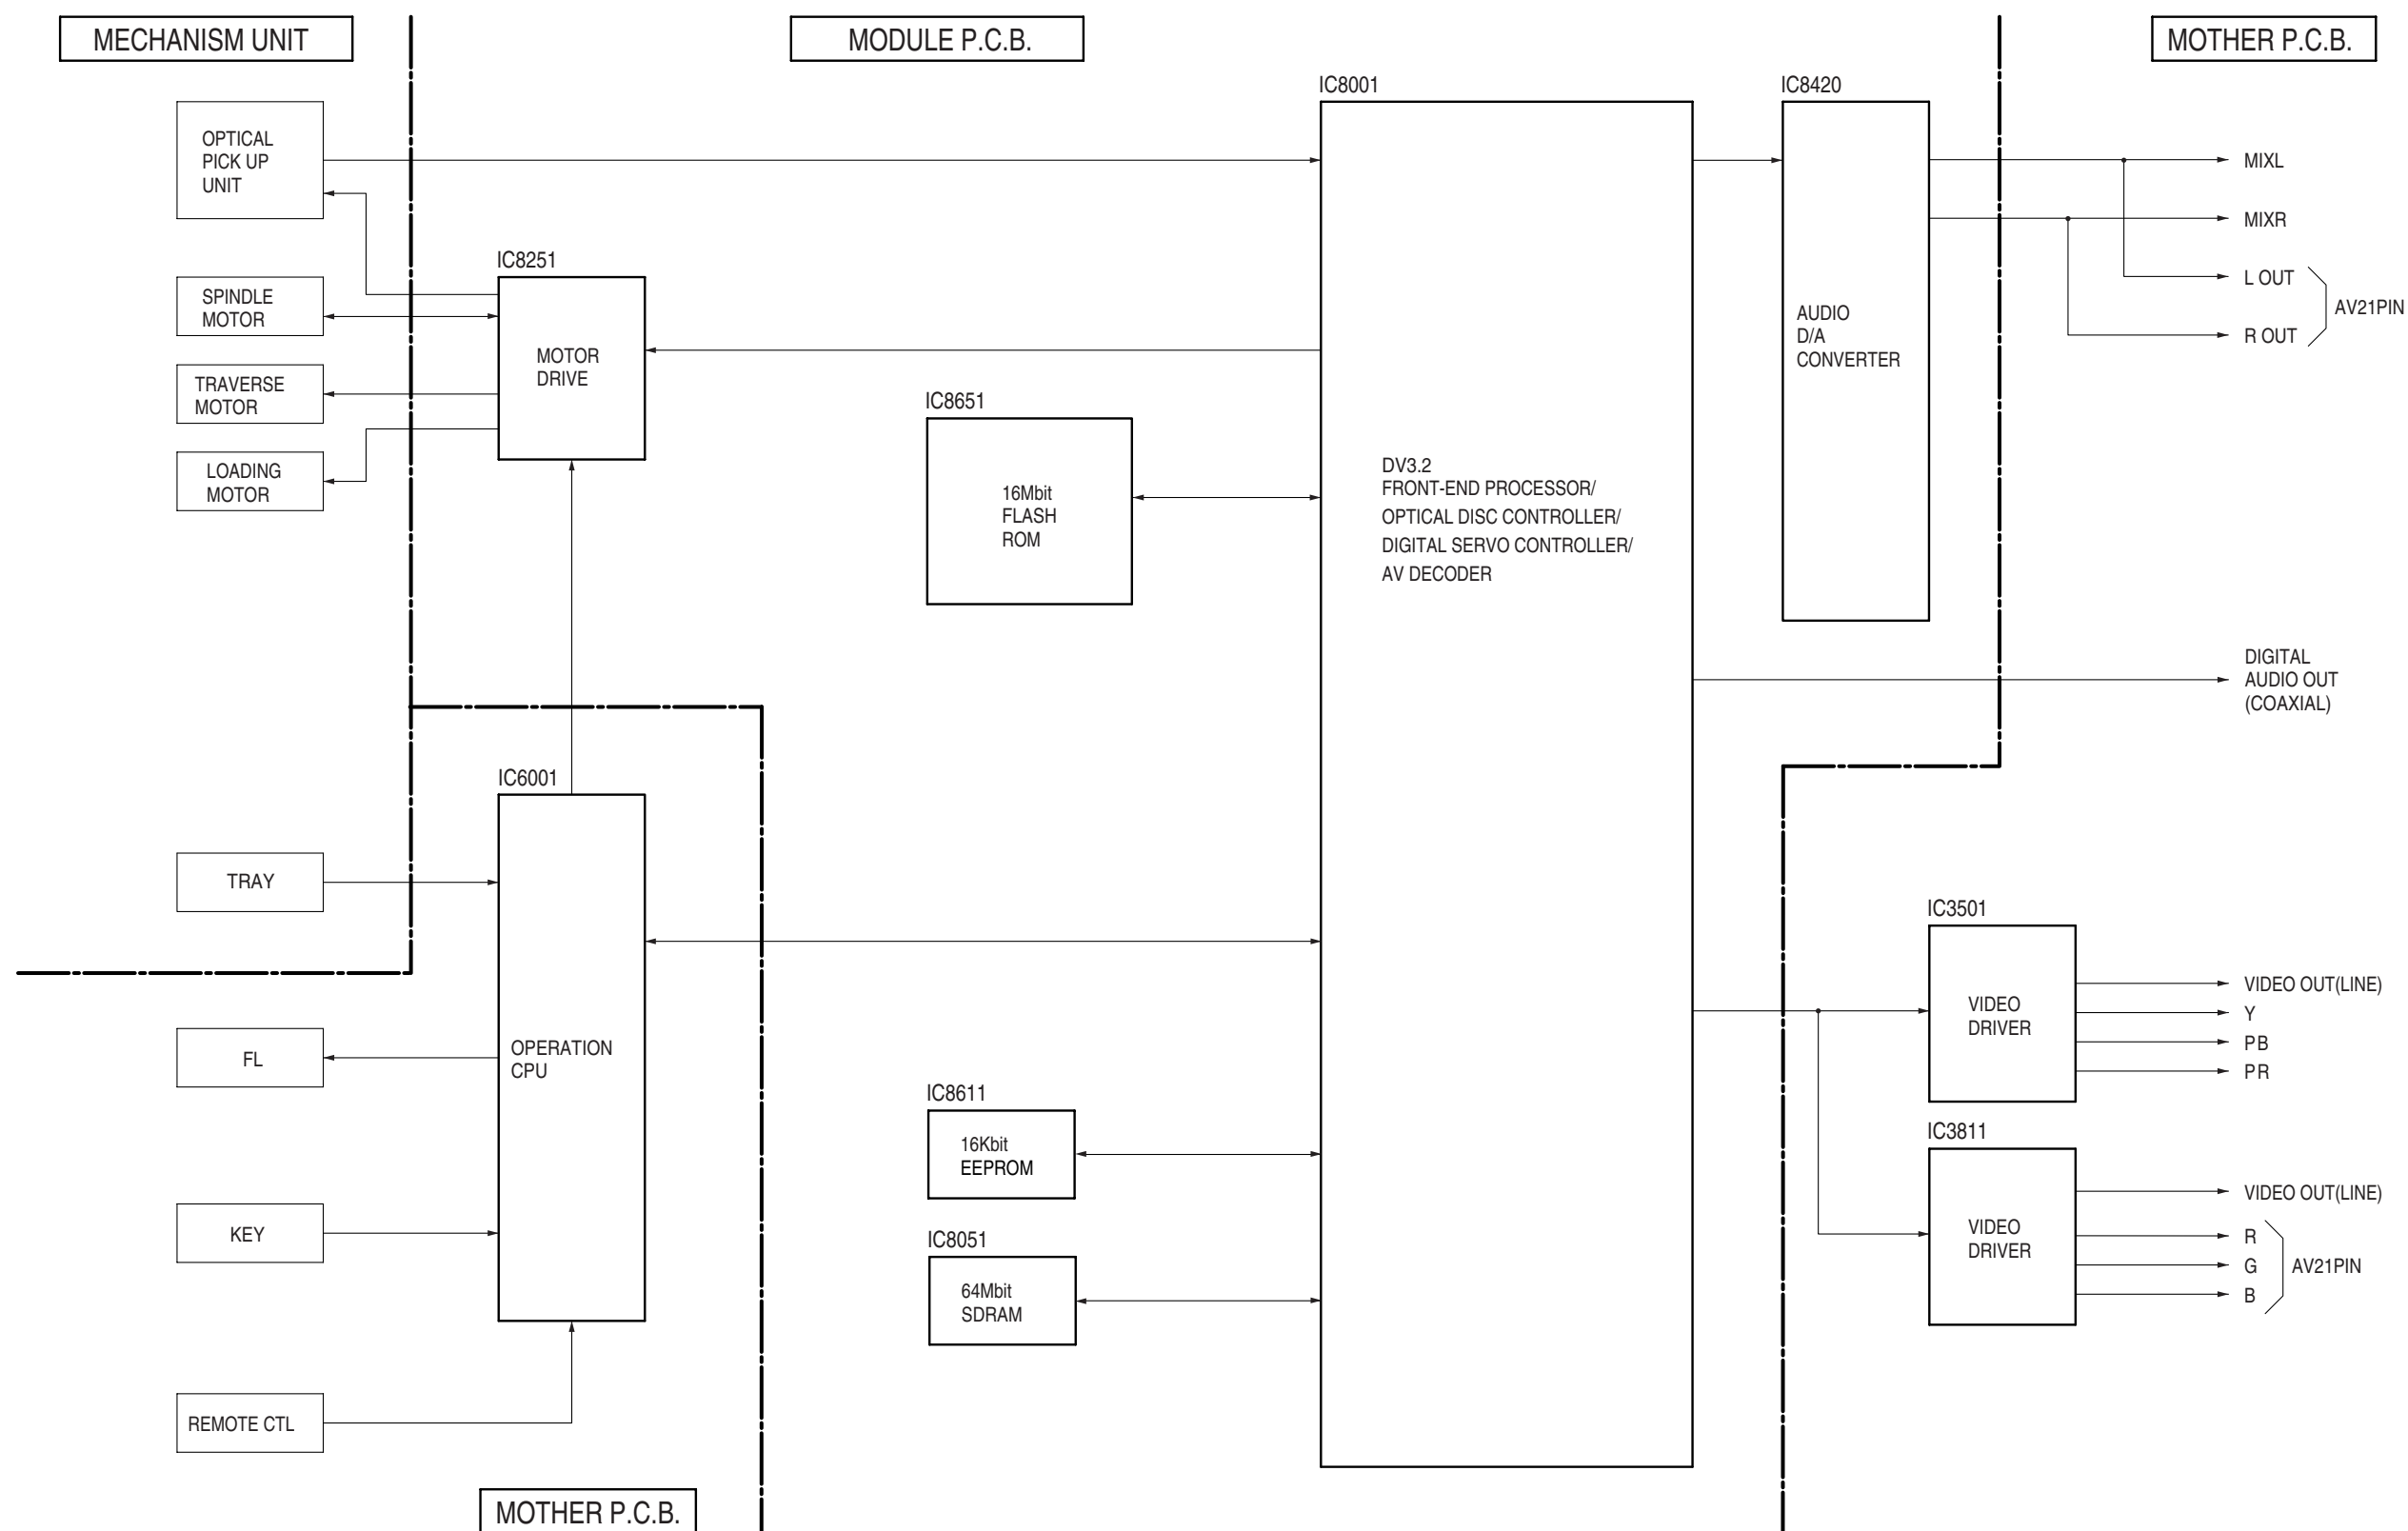 MECHANISM UNIT
MODULE P.C.B.
MOTHER P.C.B.
OPTICAL
PICK UP
UNIT
SPINDLE
MOTOR
TRAVERSE
MOTOR
LOADING
MOTOR
IC8251
MOTOR
DRIVE
IC8651
16Mbit
FLASH
ROM
IC8001
DV3.2
FRONT-END PROCESSOR/
OPTICAL DISC CONTROLLER/
DIGITAL SERVO CONTROLLER/
AV DECODER
IC8420
AUDIO
D/A
CONVERTER
MIXL
MIXR
L OUT
R OUT
AV21PIN
DIGITAL
AUDIO OUT
(COAXIAL)
TRAY
FL
KEY
REMOTE CTL
IC6001
OPERATION
CPU
MOTHER P.C.B.
IC8611
16Kbit
EEPROM
IC8051
64Mbit
SDRAM
IC3501
VIDEO
DRIVER
VIDEO OUT(LINE)
Y
PB
PR
IC3811
VIDEO
DRIVER
VIDEO OUT(LINE)
R
G
B
AV21PIN